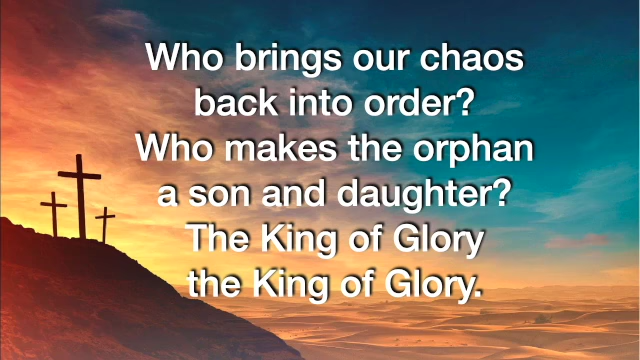 Who brings our chaos
back into order?
Who makes the orphan
a son and daughter?
The King of Glory
the King of Glory.